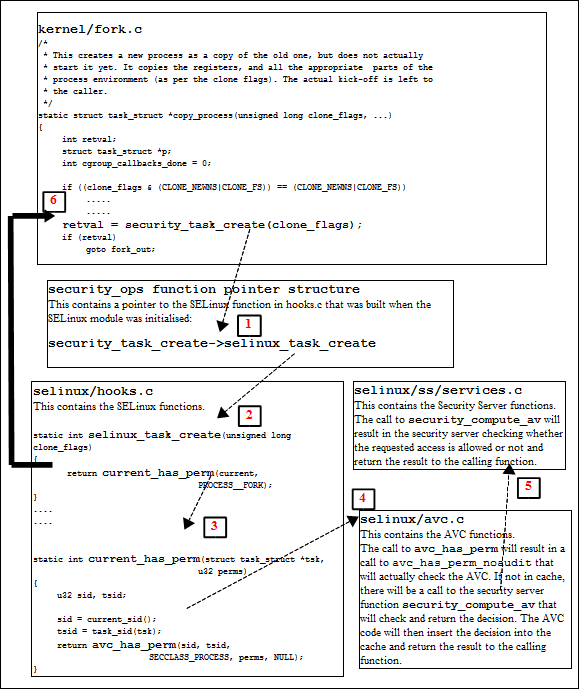 kernel/fork.c
/*
* This creates a new process as a copy of the old one, but does not actually
* start it yet. It copies the registers, and all the appropriate parts of the
* process environment (as per the clone flags). The actual kick-off is left to
* the caller.
*/
static struct task_struct *copy_process(unsigned long clone_flags, ...)
{
int retval;
struct task_struct *p;
int cgroup_callbacks_done = 0;
if ((clone_flags & (CLONE_NEWNS|CLONE_FS)) == (CLONE_NEWNS|CLONE_FS))
6
.....
.....
retval = security_task_create(clone_flags);
if (retval)
goto fork_out;
security_ops function pointer structure
This contains a pointer to the SELinux function in hooks.c that was built when the
SELinux module was initialised:
1
security_task_create->selinux_task_create
selinux/hooks.c
This contains the SELinux functions.
2
static int selinux_task_create(unsigned long
clone_flags)
{
return current_has_perm(current,
PROCESS__FORK);
}
....
....
3
static int current_has_perm(struct task_struct *tsk,
u32 perms)
{
u32 sid, tsid;
sid = current_sid();
tsid = task_sid(tsk);
return avc_has_perm(sid, tsid,
SECCLASS_PROCESS, perms, NULL);
}
selinux/ss/services.c
This contains the Security Server functions.
The call to security_compute_av will
result in the security server checking whether
the requested access is allowed or not and
return the result to the calling function.
4
5
selinux/avc.c
This contains the AVC functions.
The call to avc_has_perm will result in a
call to avc_has_perm_noaudit that
will actually check the AVC. If not in cache,
there will be a call to the security server
function security_compute_av that
will check and return the decision. The AVC
code will then insert the decision into the
cache and return the result to the calling
function.